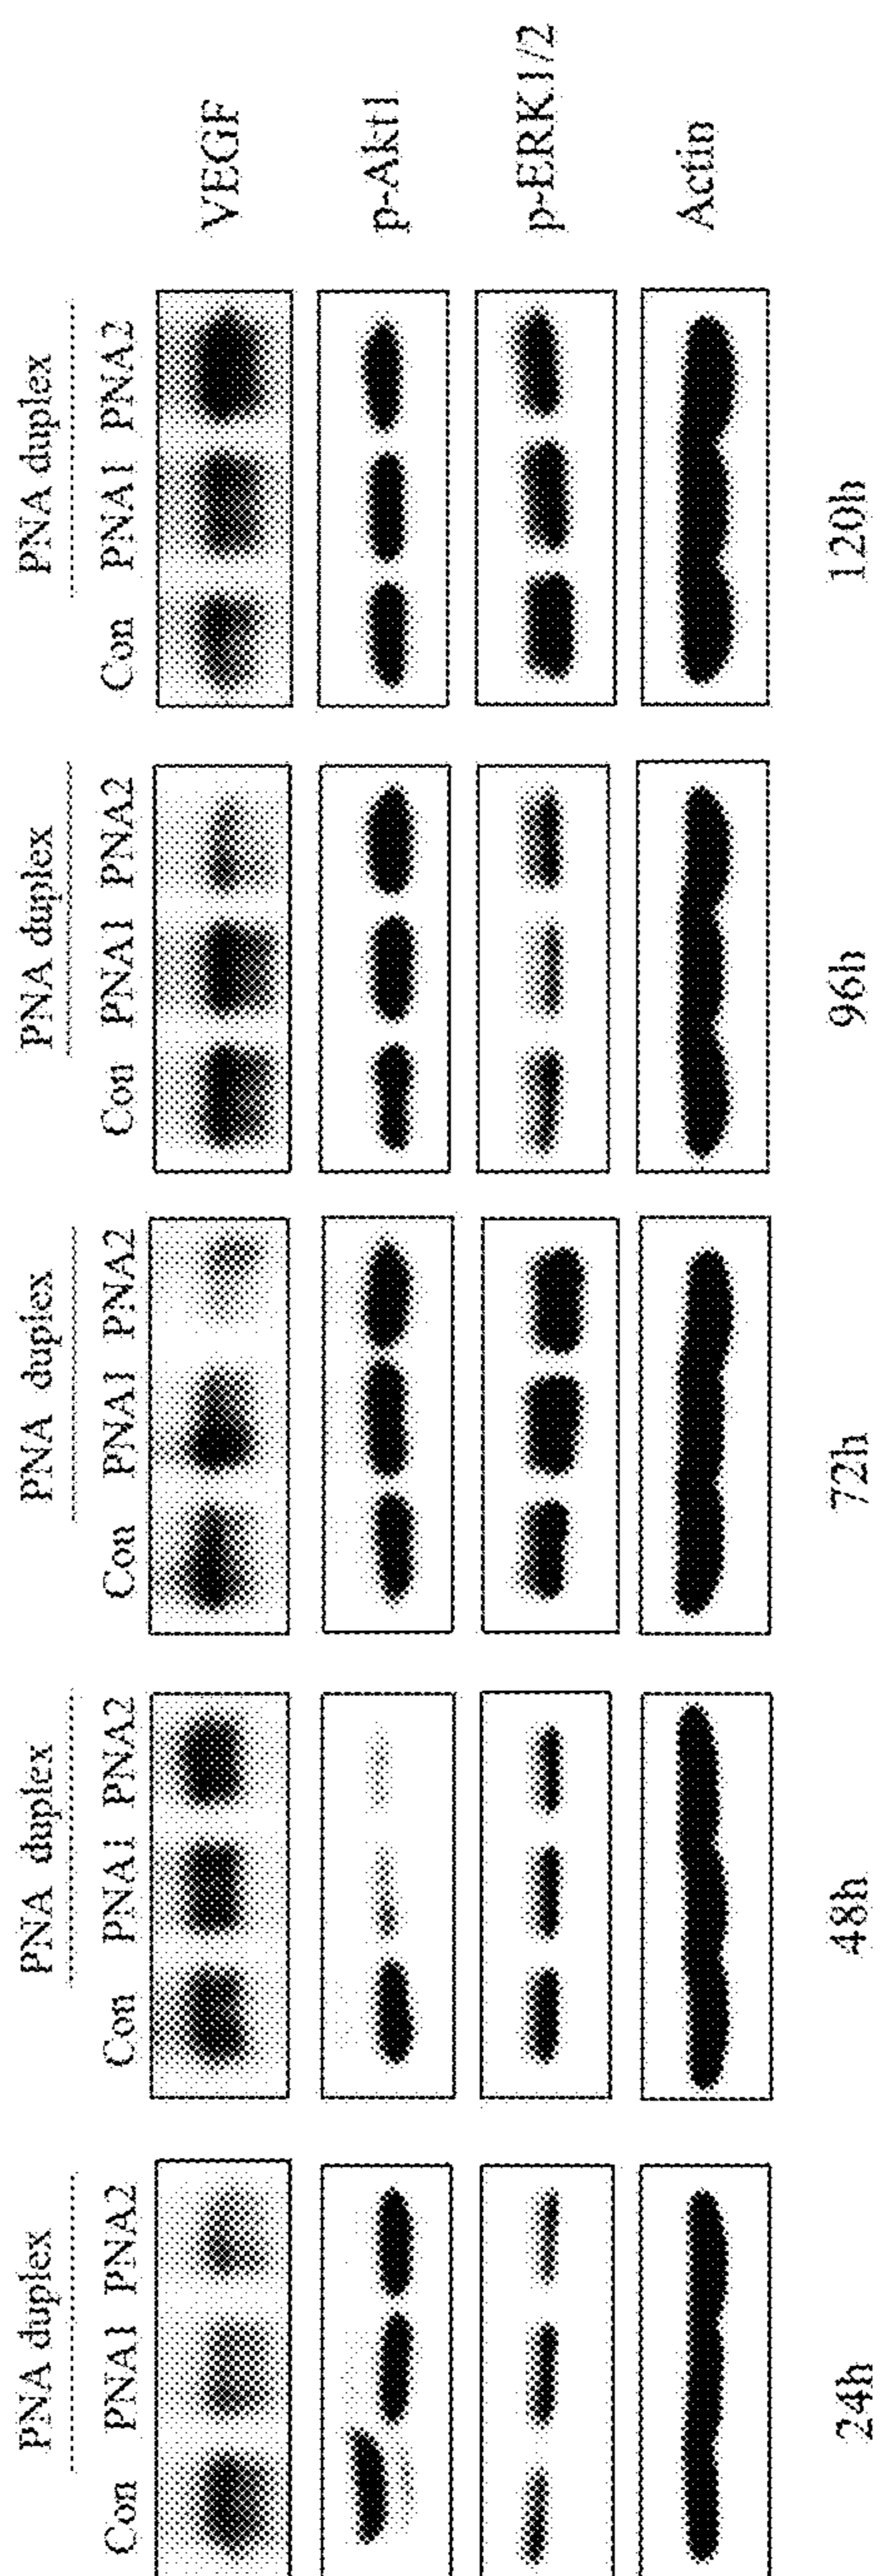 PNA duplex PNA duplex PNA duplex PNA duplex PNA duplex
Con PNA1 PNA2 Con PNA1 PNA2 Con PNA1 PNA2 Con PNA1 PNA2 Con PNA1 PNA2
VEGF
p-Akt1
p-ERK1/2
Actin
24h 48h 72h 96h 120h